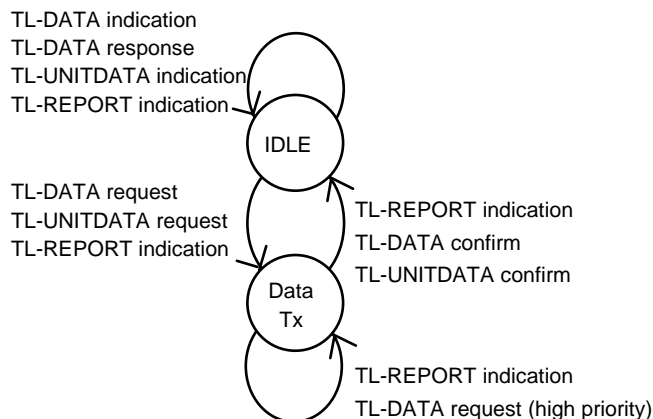 TL-DATA indication
TL-DATA response
TL-UNITDATA indication
TL-REPORT indication
IDLE
TL-DATA request
TL-UNITDATA request
TL-REPORT indication
TL-REPORT indication
TL-DATA confirm
TL-UNITDATA confirm
Data
Tx
TL-REPORT indication
TL-DATA request (high priority)